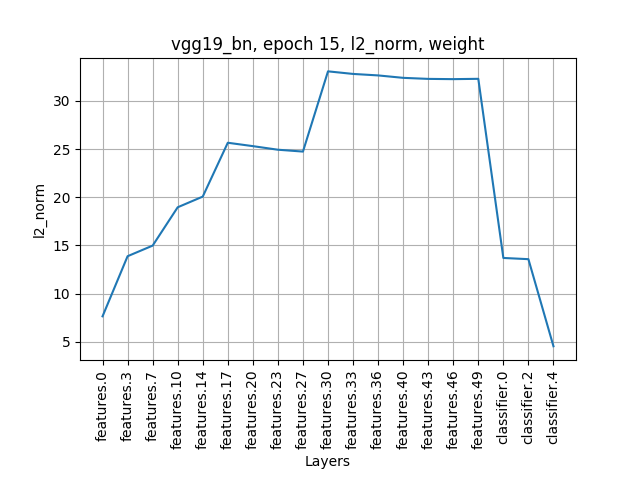 vgg19_bn, epoch 15, l2_norm, weight
l2_norm
30
25
20
15
10
5
features.0
features.3
features.7
features.10
features.14
features.17
features.20
features.23
features.27
features.30
features.33
features.36
features.40
features.43
features.46
features.49
classifier.0
classifier.2
classifier.4
Layers